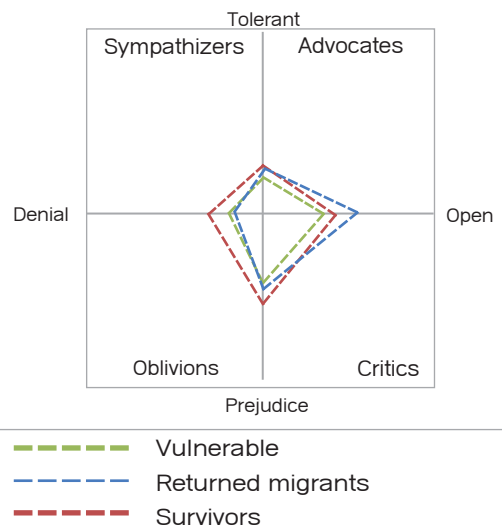 Tolerant
Sympathizers Advocates
Denial Open
Oblivions Critics
Prejudice
Vulnerable
Returned migrants
Survivors